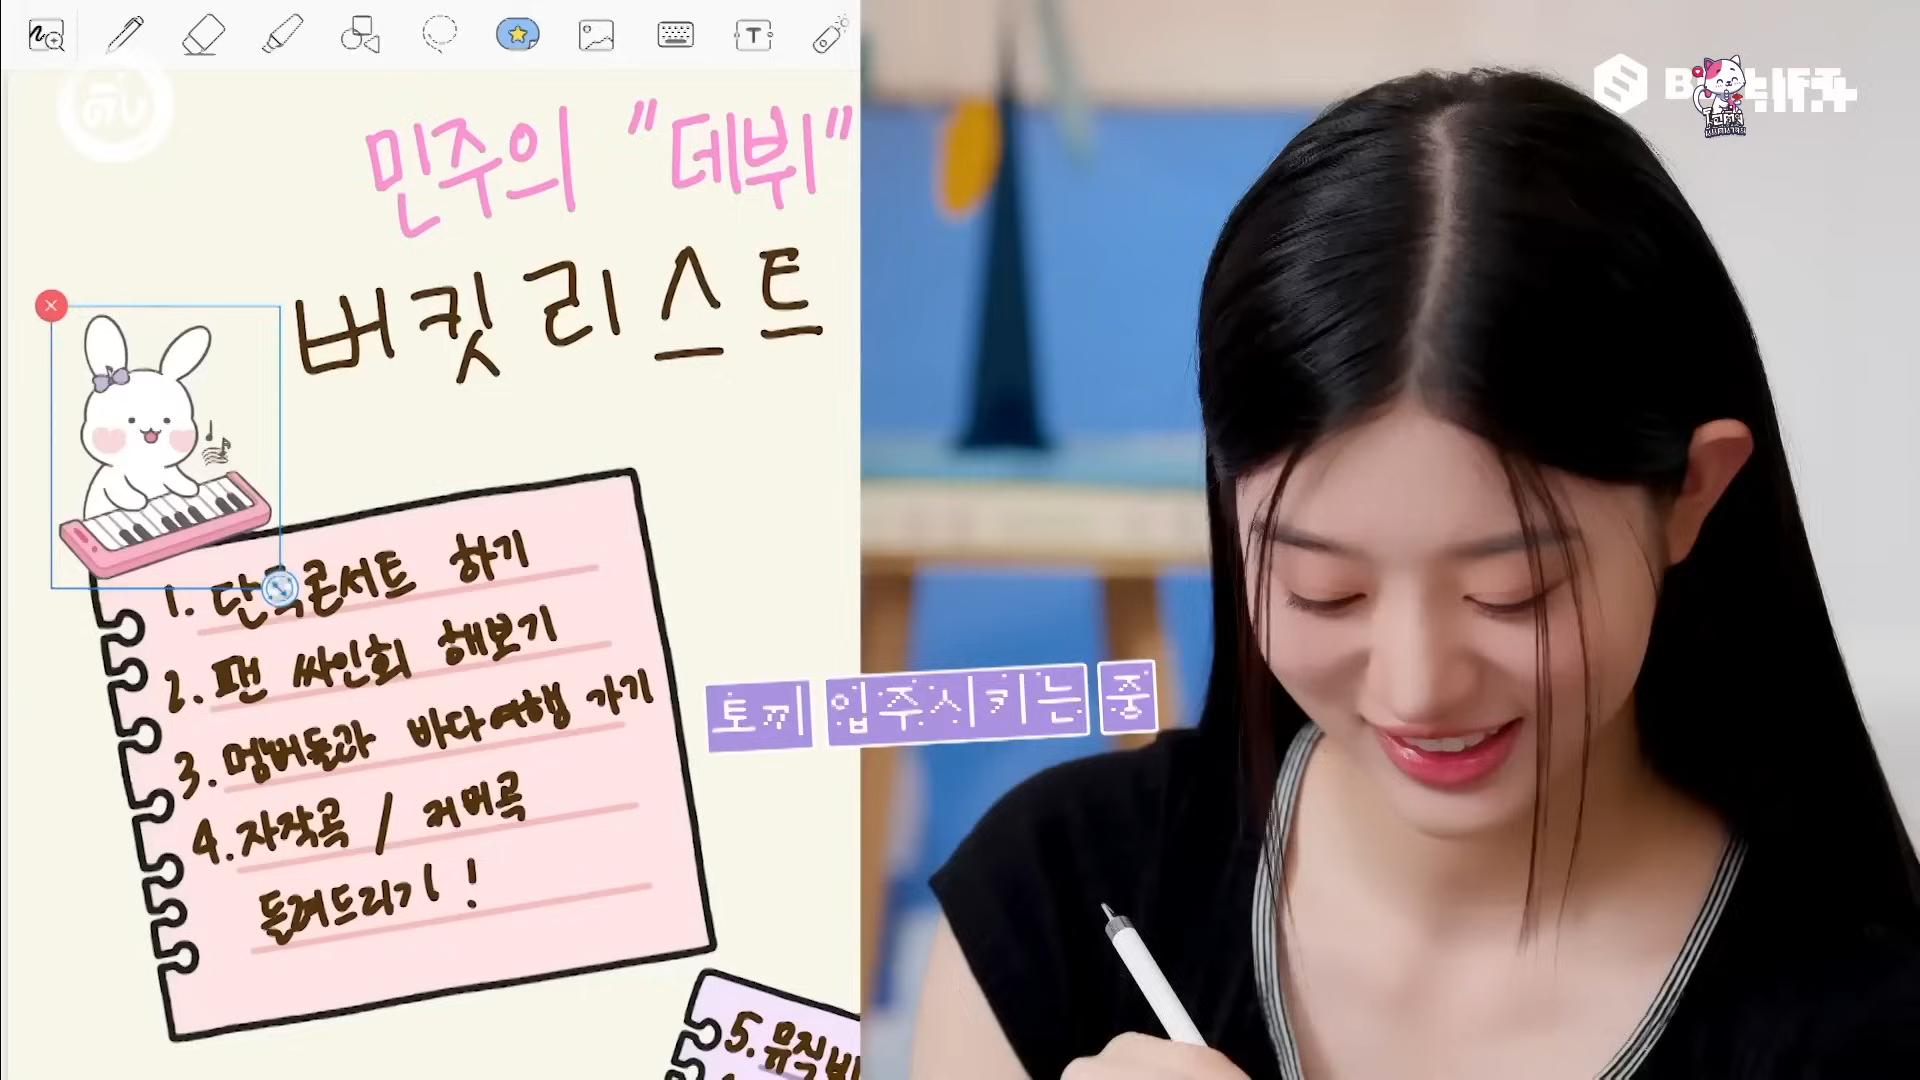 민주의 "데뷔"
버킷리스트
1. 단독콘서트 하기
2. 팬 싸인회 해보기
3. 멤버들과 바다여행 가기
4. 자작곡 / 커버곡
들려드리기!
5. 뮤직비
토끼 입주시키는 중
ติ่ง
T